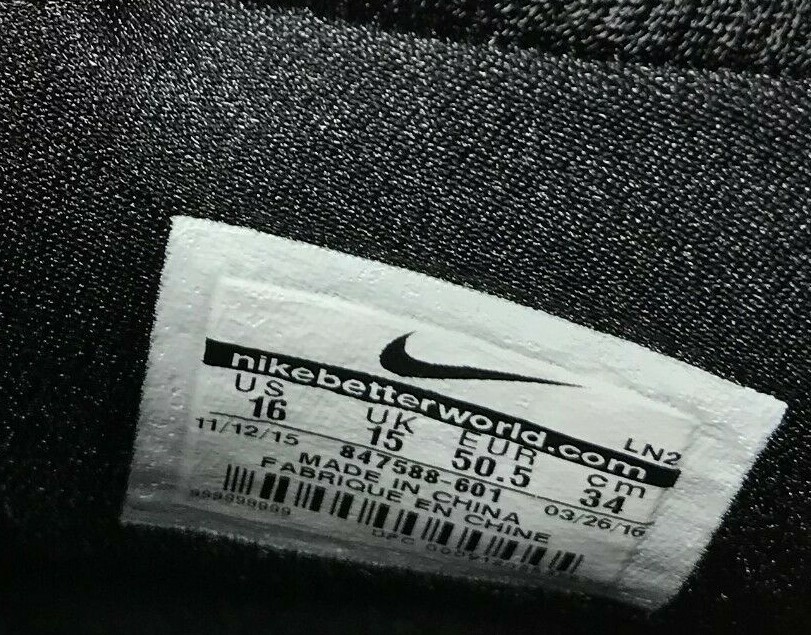 nikebetterworld.com
LN2
US UK EUR cm
16 15 50.5 34
11/12/15 847588-601 03/26/16
MADE IN CHINA
FABRIQUE EN CHINE
999999999